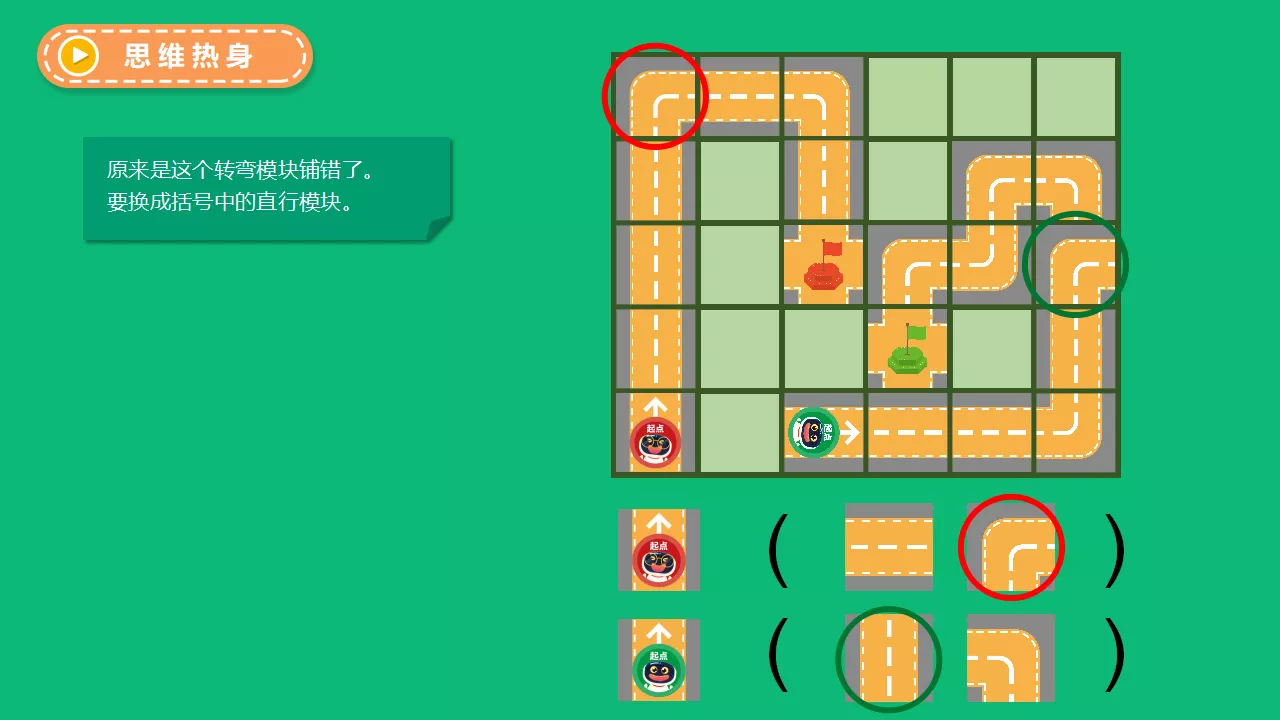 思维热身
原来是这个转弯模块铺错了。
要换成括号中的直行模块。
起点
起点
起点
(
)
起点
(
)